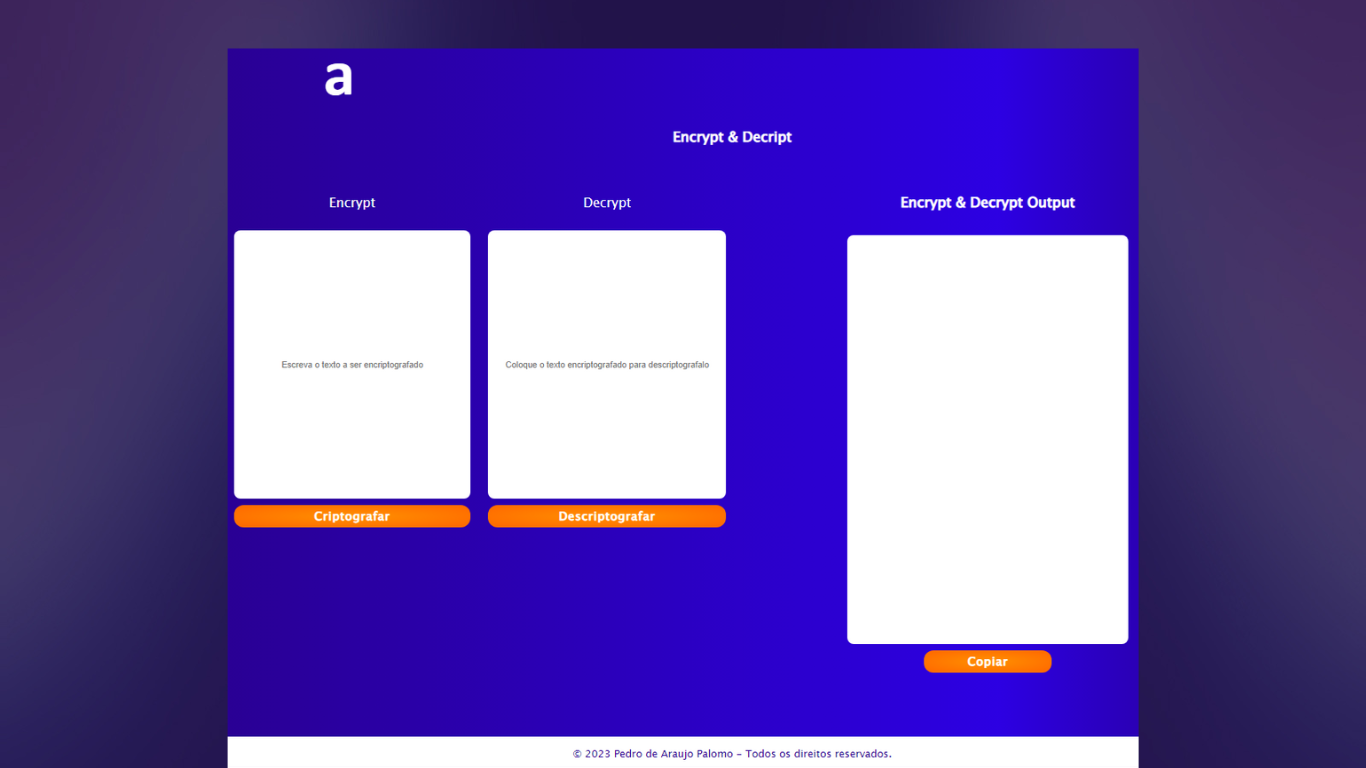 a
Encrypt & Decript
Encrypt
Decrypt
Encrypt & Decrypt Output
Escreva o texto a ser encriptografado
Coloque o texto encriptografado para descriptografalo
Criptografar
Descriptografar
Copiar
© 2023 Pedro de Araujo Palomo – Todos os direitos reservados.